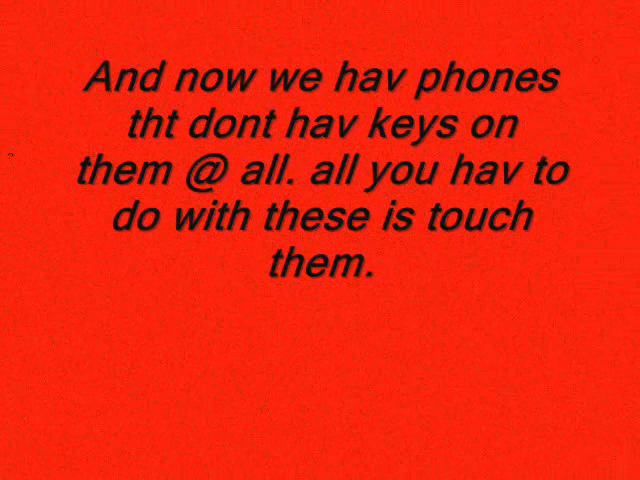 And now we hav phones
tht dont hav keys on
them @ all. all you hav to
do with these is touch
them.